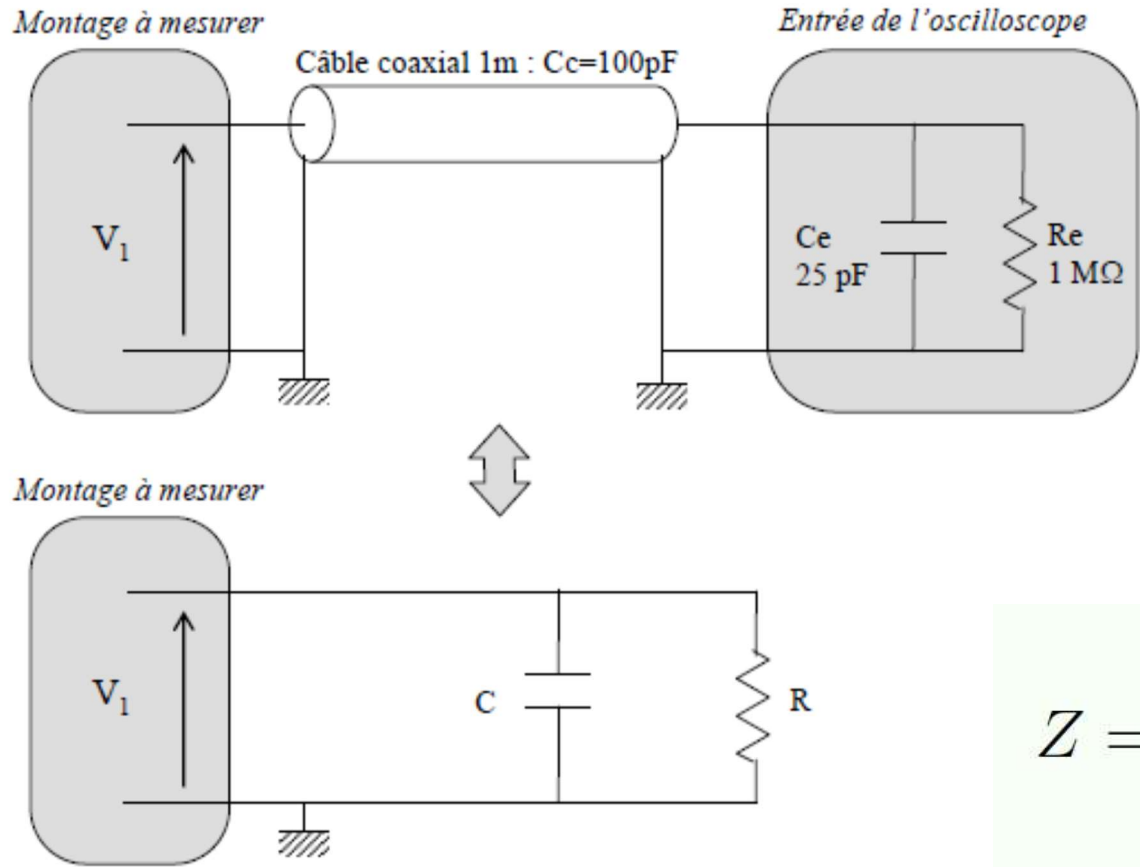 Montage à mesurer
Entrée de l'oscilloscope
Câble coaxial 1m : Cc=100pF
V₁
Ce
25 pF
Re
1 MΩ
Montage à mesurer
V₁
C
R
Z =